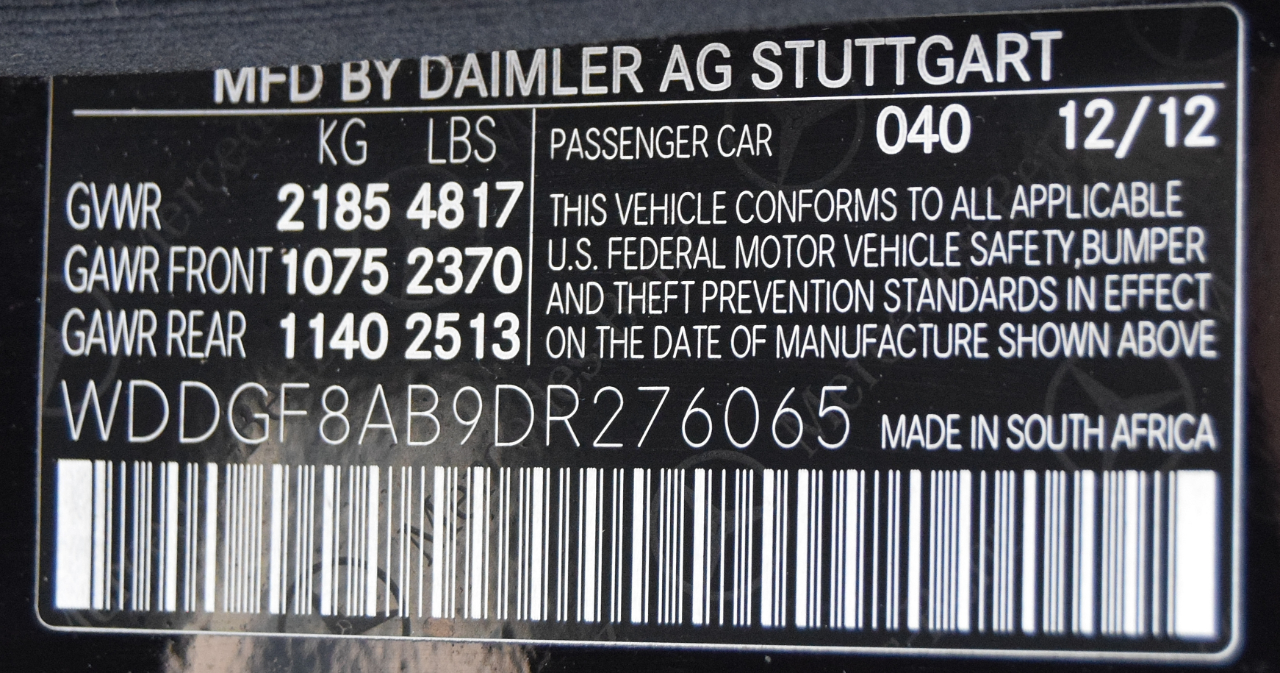 MFD BY DAIMLER AG STUTTGART
KG LBS
GVWR 2185 4817
GAWR FRONT 1075 2370
GAWR REAR 1140 2513
PASSENGER CAR 040 12/12
THIS VEHICLE CONFORMS TO ALL APPLICABLE
U.S. FEDERAL MOTOR VEHICLE SAFETY,BUMPER
AND THEFT PREVENTION STANDARDS IN EFFECT
ON THE DATE OF MANUFACTURE SHOWN ABOVE
WDDGF8AB9DR276065 MADE IN SOUTH AFRICA